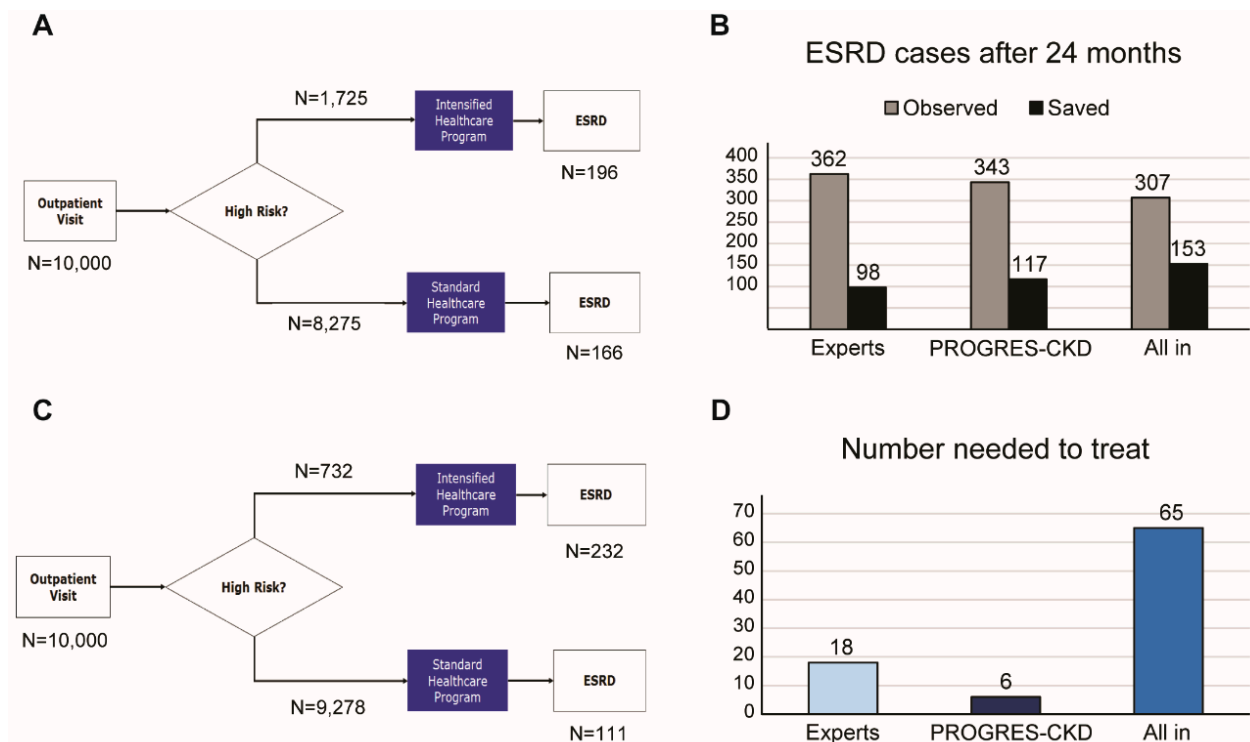 A
N=1,725
Intensified
Healthcare
Program
ESRD
N=196
Outpatient
Visit
N=10,000
High Risk?
Standard
Healthcare
Program
N=8,275
ESRD
N=166
B
ESRD cases after 24 months
Observed Saved
400
350
300
250
200
150
100
362
98
343
117
307
153
Experts PROGRES-CKD All in
C
N=732
Intensified
Healthcare
Program
ESRD
N=232
Outpatient
Visit
N=10,000
High Risk?
Standard
Healthcare
Program
N=9,278
ESRD
N=111
D
Number needed to treat
70
60
50
40
30
20
10
0
18
6
65
Experts PROGRES-CKD All in